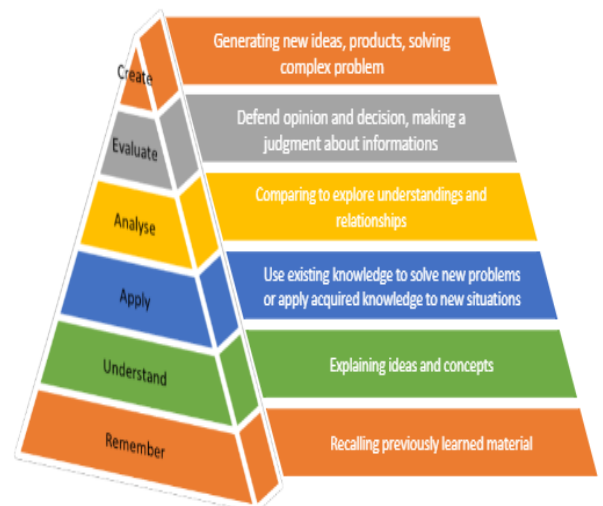 Create
Generating new ideas, products, solving
complex problem
Evaluate
Defend opinion and decision, making a
judgment about informations
Analyse
Comparing to explore understandings and
relationships
Apply
Use existing knowledge to solve new problems
or apply acquired knowledge to new situations
Understand
Explaining ideas and concepts
Remember
Recalling previously learned material